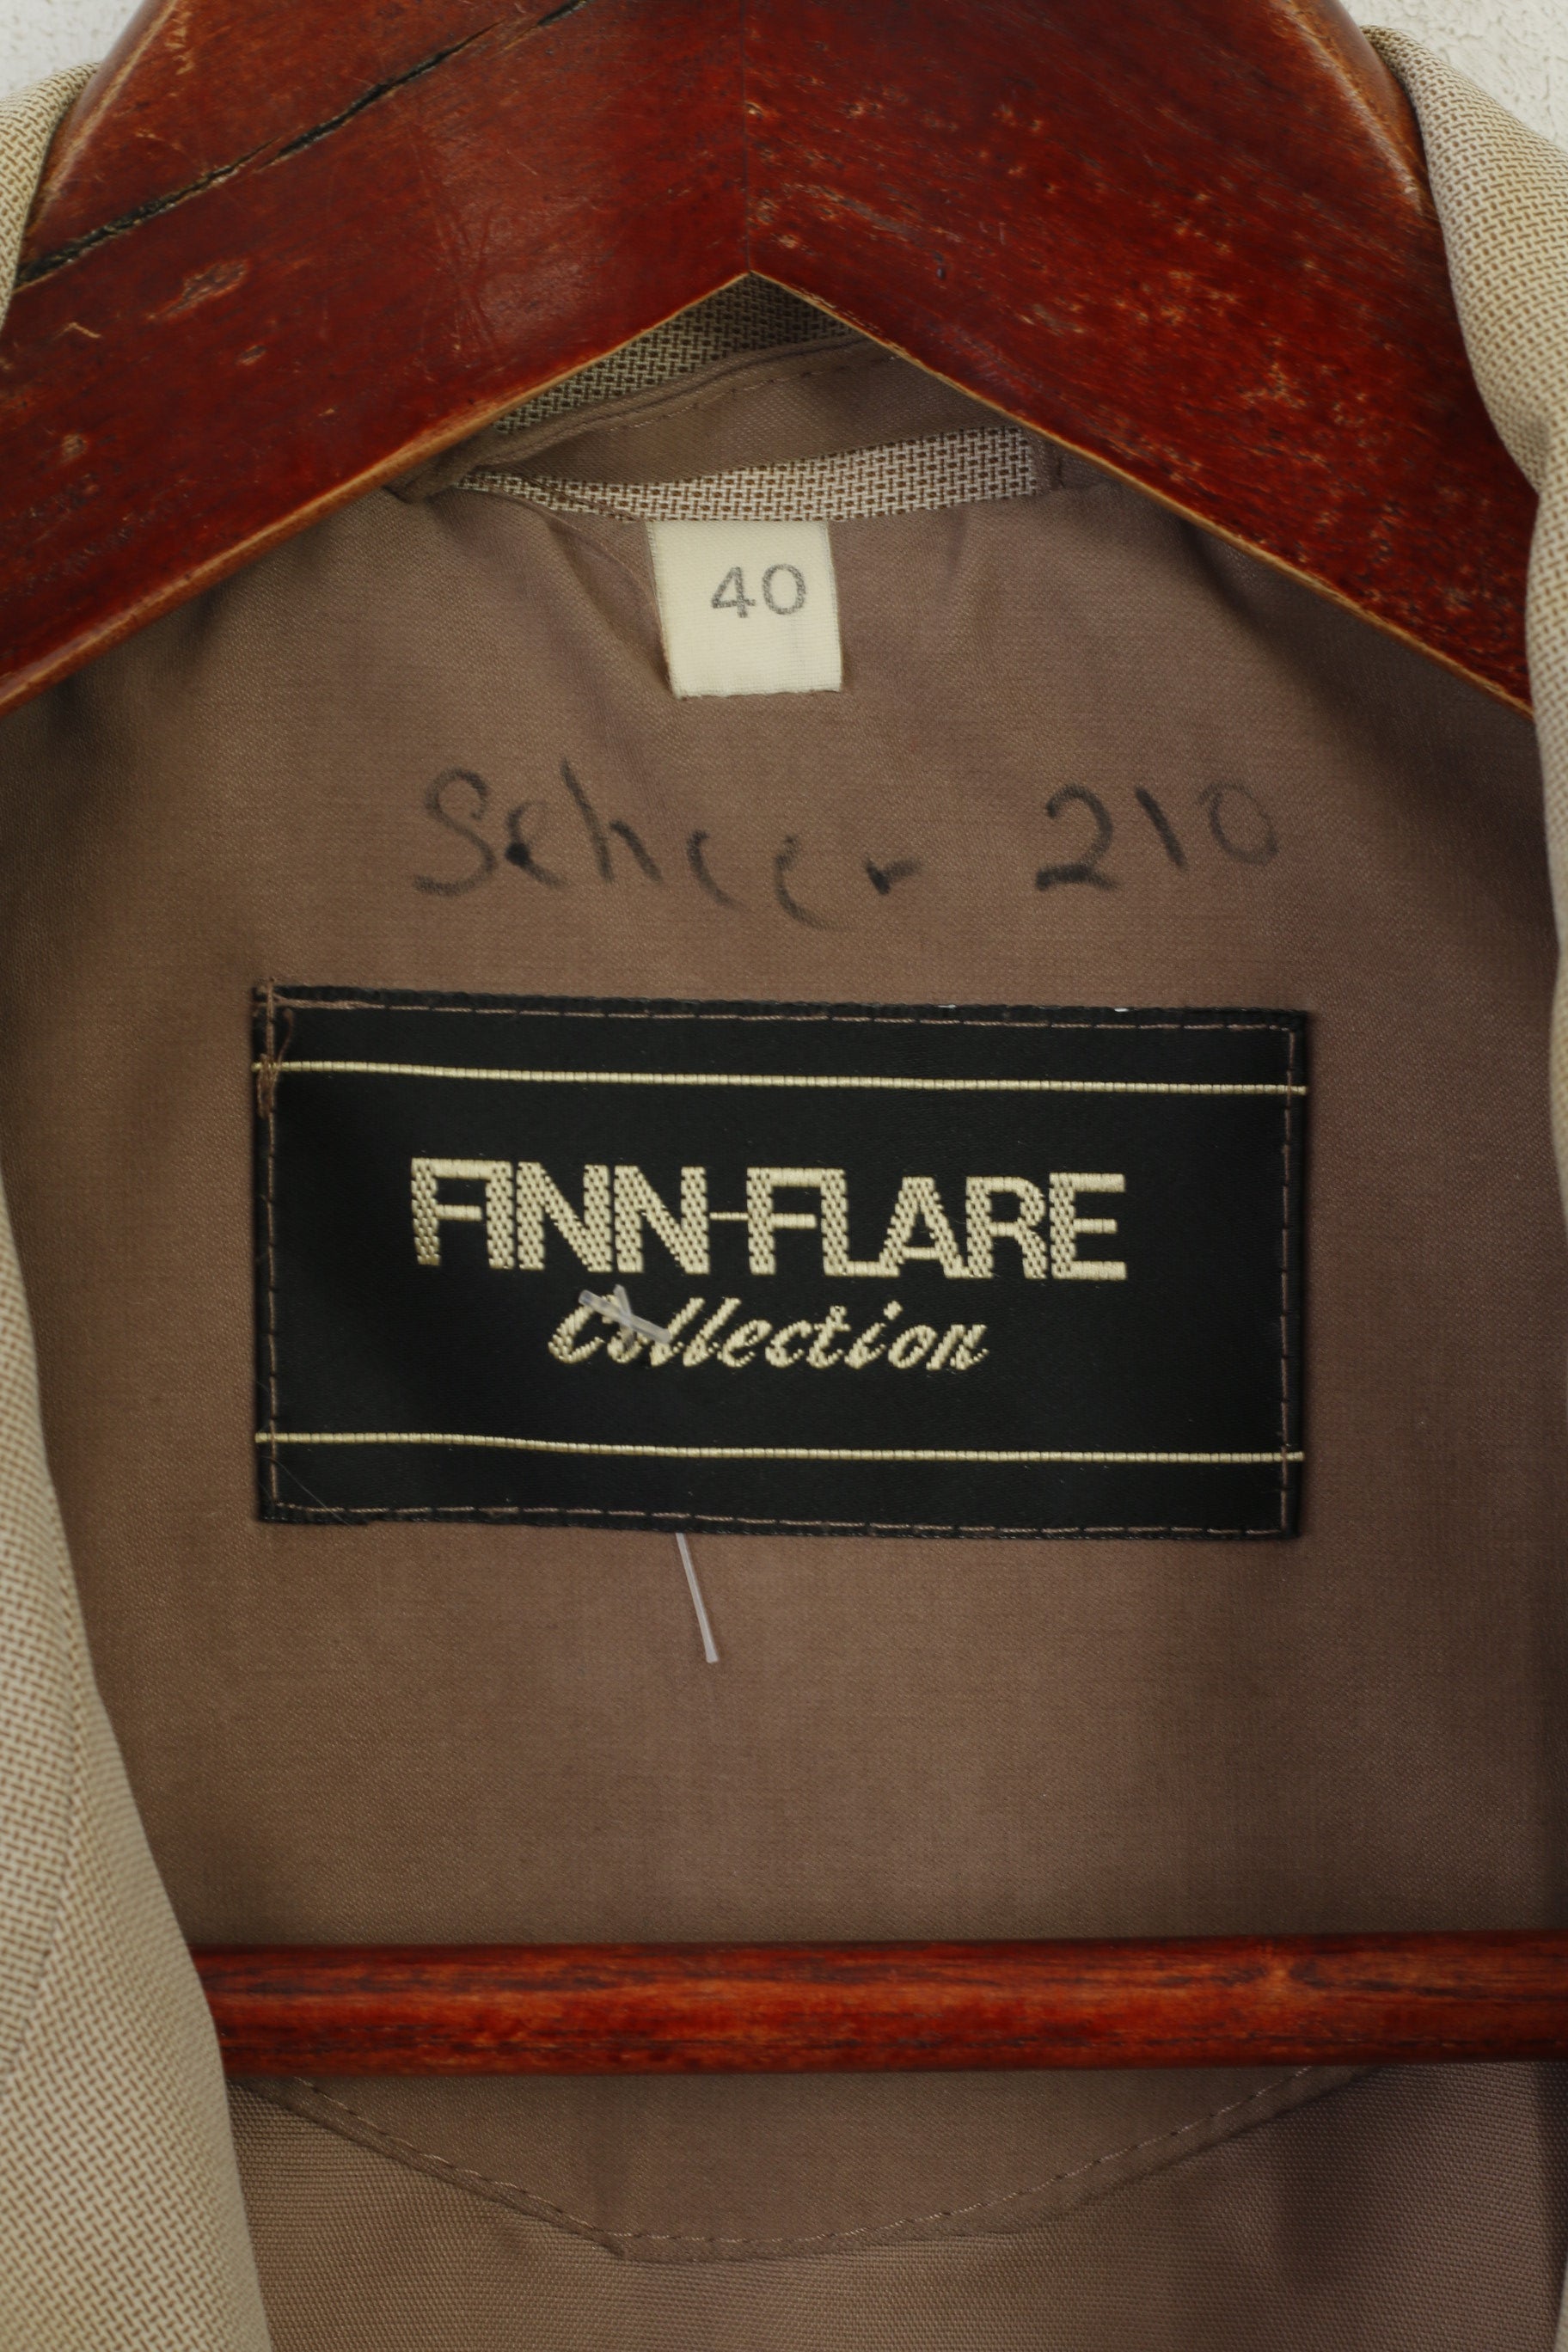 40
Scheer 210
FINN-FLARE
Collection